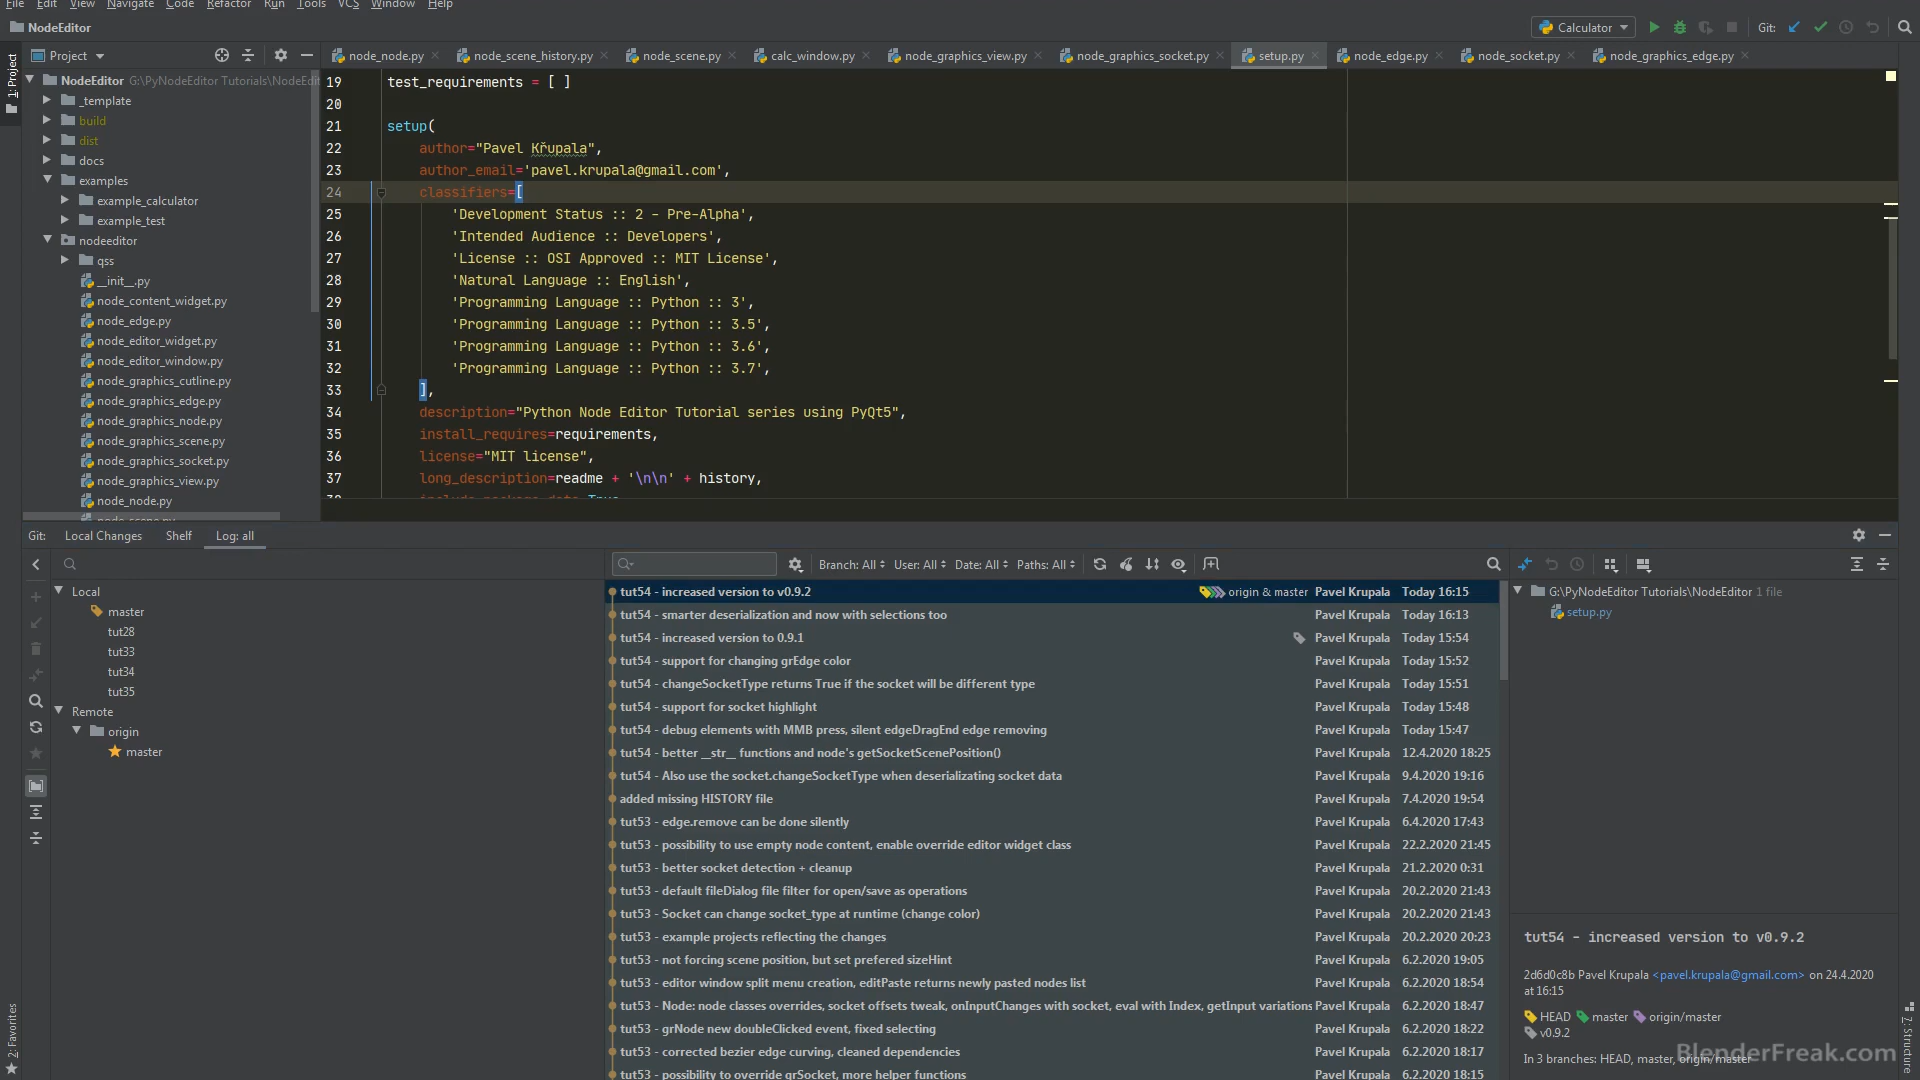 File Edit View Navigate Code Refactor Run Tools VCS Window Help
NodeEditor
Calculator
Git:
Project
node_node.py
node_scene_history.py
node_scene.py
calc_window.py
node_graphics_view.py
node_graphics_socket.py
setup.py
node_edge.py
node_socket.py
node_graphics_edge.py
1: Project
NodeEditor G:\PyNodeEditor Tutorials\NodeEdit
_template
build
dist
docs
examples
example_calculator
example_test
nodeeditor
qss
__init__.py
node_content_widget.py
node_edge.py
node_editor_widget.py
node_editor_window.py
node_graphics_cutline.py
node_graphics_edge.py
node_graphics_node.py
node_graphics_scene.py
node_graphics_socket.py
node_graphics_view.py
node_node.py
node_scene.py
19 test_requirements = [ ]
20
21 setup(
22 author="Pavel Křupala",
23 author_email='pavel.krupala@gmail.com',
24 classifiers=[
25 'Development Status :: 2 - Pre-Alpha',
26 'Intended Audience :: Developers',
27 'License :: OSI Approved :: MIT License',
28 'Natural Language :: English',
29 'Programming Language :: Python :: 3',
30 'Programming Language :: Python :: 3.5',
31 'Programming Language :: Python :: 3.6',
32 'Programming Language :: Python :: 3.7',
33 ],
34 description="Python Node Editor Tutorial series using PyQt5",
35 install_requires=requirements,
36 license="MIT license",
37 long_description=readme + '\n\n' + history,
38 include_package_data=True
Git: Local Changes Shelf Log: all
Local
master
tut28
tut33
tut34
tut35
Remote
origin
master
Branch: All User: All Date: All Paths: All
tut54 - increased version to v0.9.2 origin & master Pavel Krupala Today 16:15
tut54 - smarter deserialization and now with selections too Pavel Krupala Today 16:13
tut54 - increased version to 0.9.1 Pavel Krupala Today 15:54
tut54 - support for changing grEdge color Pavel Krupala Today 15:52
tut54 - changeSocketType returns True if the socket will be different type Pavel Krupala Today 15:51
tut54 - support for socket highlight Pavel Krupala Today 15:48
tut54 - debug elements with MMB press, silent edgeDragEnd edge removing Pavel Krupala Today 15:47
tut54 - better __str__ functions and node's getSocketScenePosition() Pavel Krupala 12.4.2020 18:25
tut54 - Also use the socket.changeSocketType when deserializating socket data Pavel Krupala 9.4.2020 19:16
added missing HISTORY file Pavel Krupala 7.4.2020 19:54
tut53 - edge.remove can be done silently Pavel Krupala 6.4.2020 17:43
tut53 - possibility to use empty node content, enable override editor widget class Pavel Krupala 22.2.2020 21:45
tut53 - better socket detection + cleanup Pavel Krupala 21.2.2020 0:31
tut53 - default fileDialog file filter for open/save as operations Pavel Krupala 20.2.2020 21:43
tut53 - Socket can change socket_type at runtime (change color) Pavel Krupala 20.2.2020 21:43
tut53 - example projects reflecting the changes Pavel Krupala 20.2.2020 20:23
tut53 - not forcing scene position, but set prefered sizeHint Pavel Krupala 6.2.2020 19:05
tut53 - editor window split menu creation, editPaste returns newly pasted nodes list Pavel Krupala 6.2.2020 18:54
tut53 - Node: node classes overrides, socket offsets tweak, onInputChanges with socket, eval with Index, getInput variations Pavel Krupala 6.2.2020 18:47
tut53 - grNode new doubleClicked event, fixed selecting Pavel Krupala 6.2.2020 18:22
tut53 - corrected bezier edge curving, cleaned dependencies Pavel Krupala 6.2.2020 18:17
tut53 - possibility to override grSocket, more helper functions Pavel Krupala 6.2.2020 18:15
G:\PyNodeEditor Tutorials\NodeEditor 1 file
setup.py
tut54 - increased version to v0.9.2
2d6d0c8b Pavel Krupala <pavel.krupala@gmail.com> on 24.4.2020
at 16:15
HEAD master origin/master
v0.9.2
In 3 branches: HEAD, master, origin/master
BlenderFreak.com
2: Favorites
7: Structure